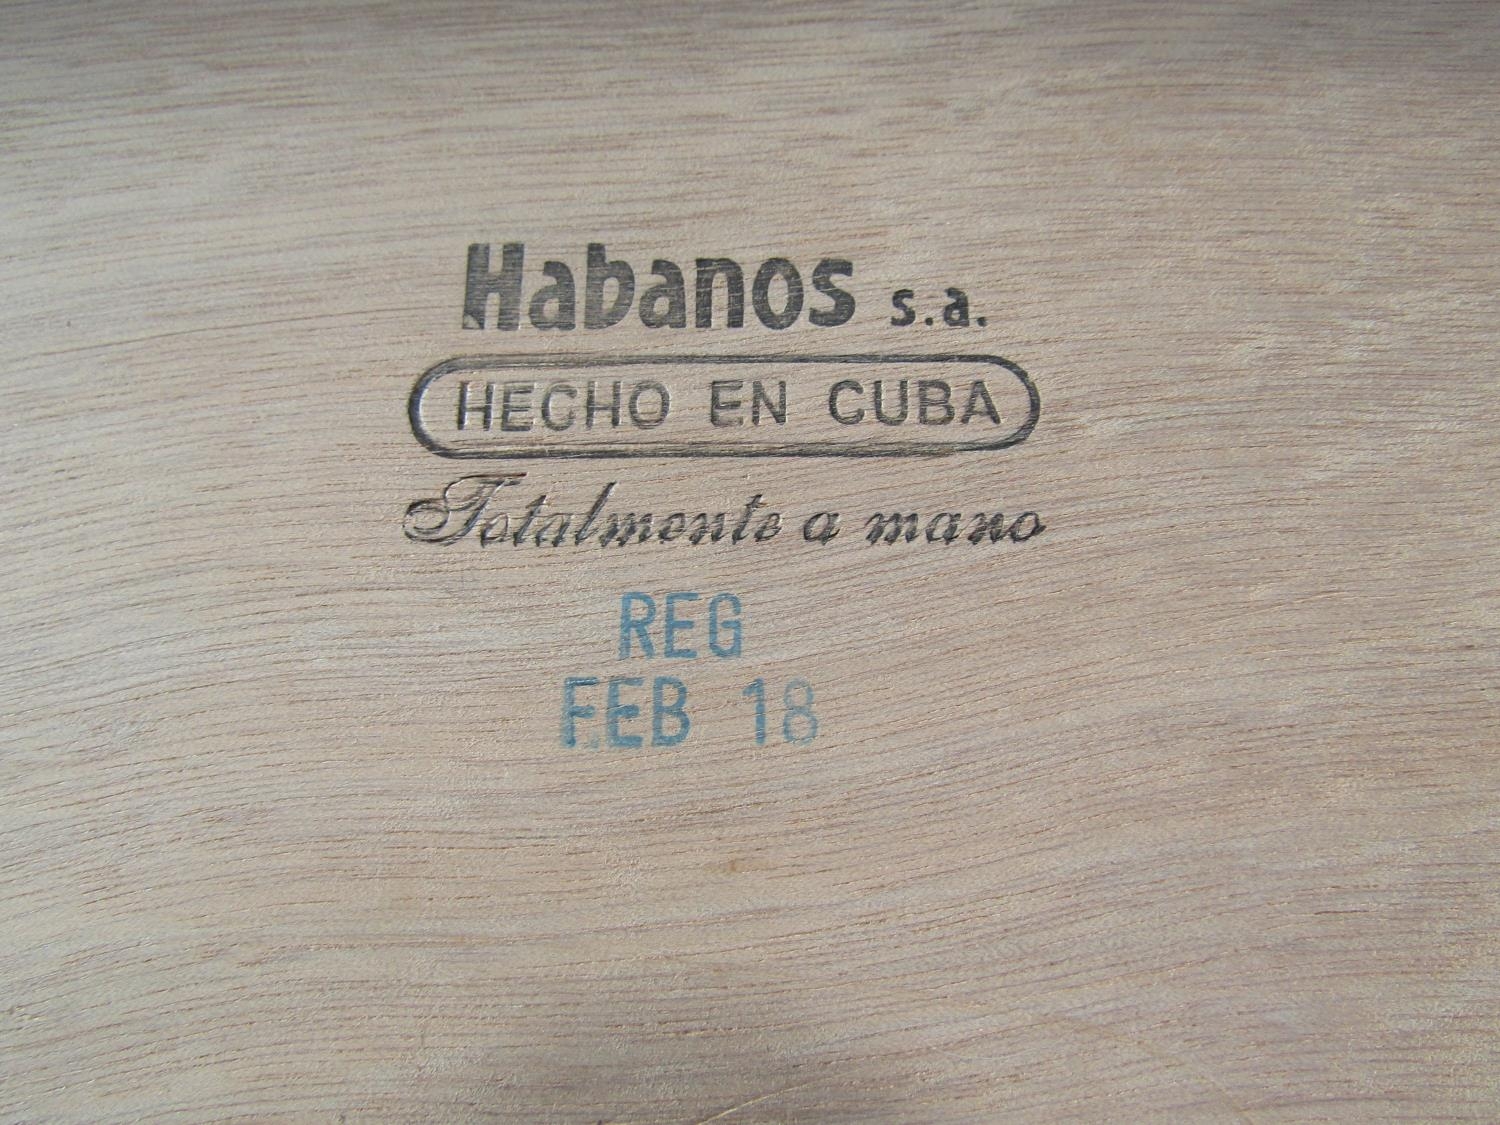 Habanos s.a.
HECHO EN CUBA
Totalmente a mano
REG
FEB 18